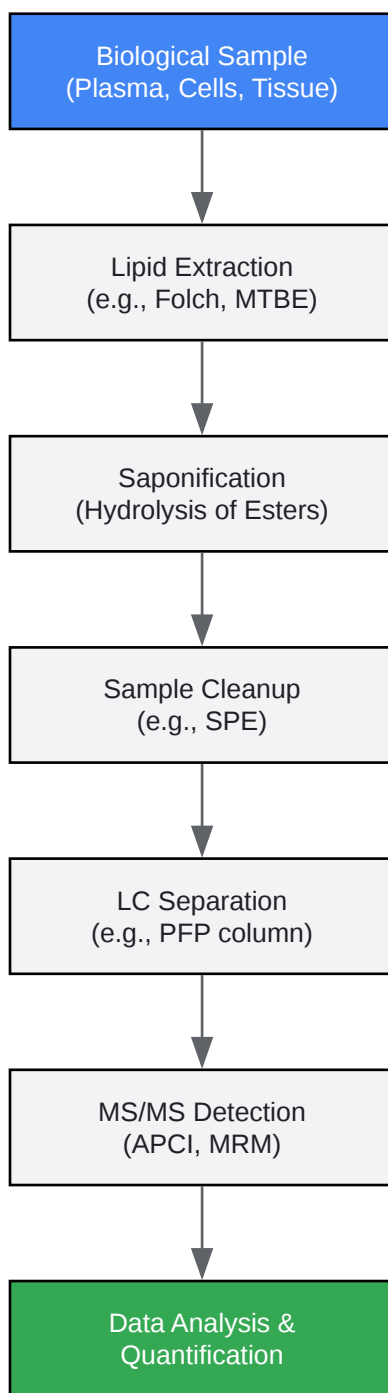 Biological Sample
(Plasma, Cells, Tissue)
Lipid Extraction
(e.g., Folch, MTBE)
Saponification
(Hydrolysis of Esters)
Sample Cleanup
(e.g., SPE)
LC Separation
(e.g., PFP column)
MS/MS Detection
(APCI, MRM)
Data Analysis &
Quantification